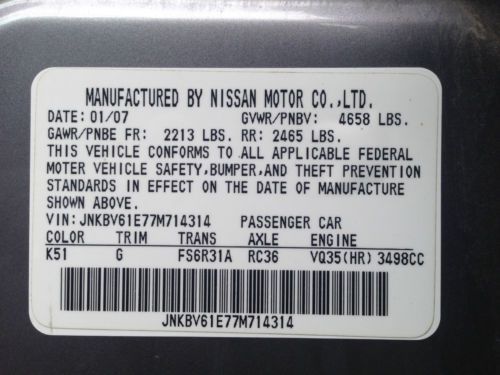 MANUFACTURED BY NISSAN MOTOR CO.,LTD.
DATE: 01/07 GVWR/PNBV: 4658 LBS.
GAWR/PNBE FR: 2213 LBS. RR: 2465 LBS.
THIS VEHICLE CONFORMS TO ALL APPLICABLE FEDERAL
MOTOR VEHICLE SAFETY,BUMPER,AND THEFT PREVENTION
STANDARDS IN EFFECT ON THE DATE OF MANUFACTURE
SHOWN ABOVE.
VIN: JNKBV61E77M714314 PASSENGER CAR
COLOR TRIM TRANS AXLE ENGINE
K51 G FS6R31A RC36 VQ35(HR) 3498CC
JNKBV61E77M714314